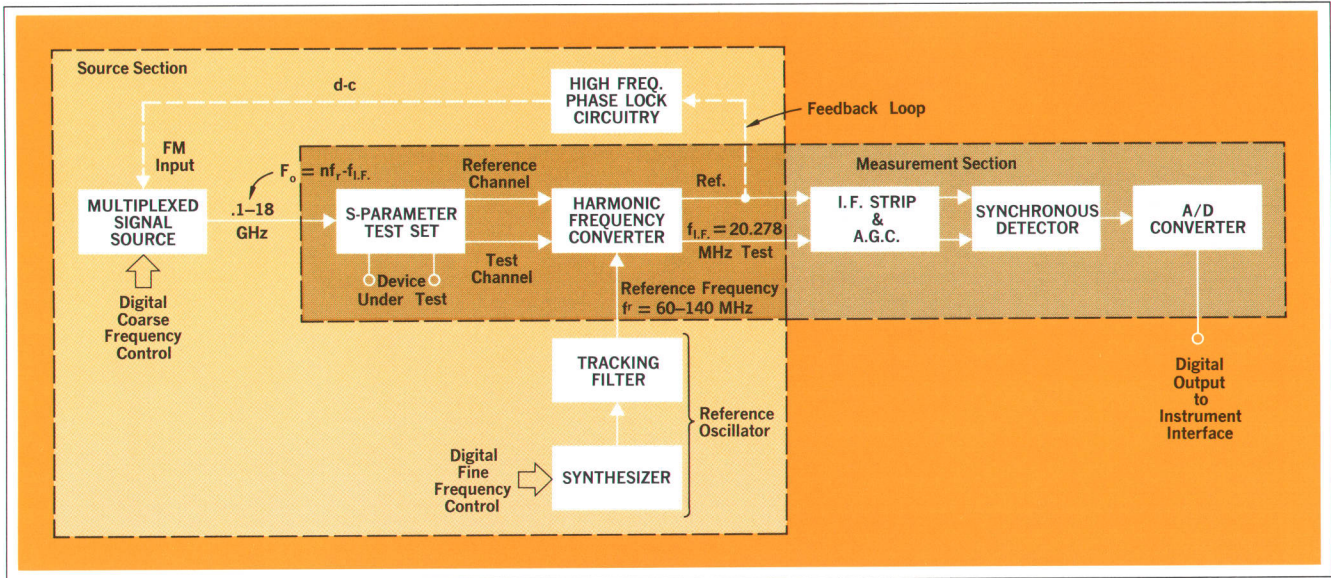 Source Section
d-c
HIGH FREQ.
PHASE LOCK
CIRCUITRY
Feedback Loop
FM
Input
Fo = nfr-fI.F.
MULTIPLEXED
SIGNAL
SOURCE
.1–18
GHz
Digital
Coarse
Frequency
Control
S-PARAMETER
TEST SET
Device
Under Test
Reference
Channel
Test
Channel
HARMONIC
FREQUENCY
CONVERTER
Ref.
fI.F. = 20.278
MHz Test
Reference Frequency
fr = 60–140 MHz
Measurement Section
I.F. STRIP
&
A.G.C.
SYNCHRONOUS
DETECTOR
A/D
CONVERTER
TRACKING
FILTER
Reference
Oscillator
Digital
Fine
Frequency
Control
SYNTHESIZER
Digital
Output
to
Instrument
Interface